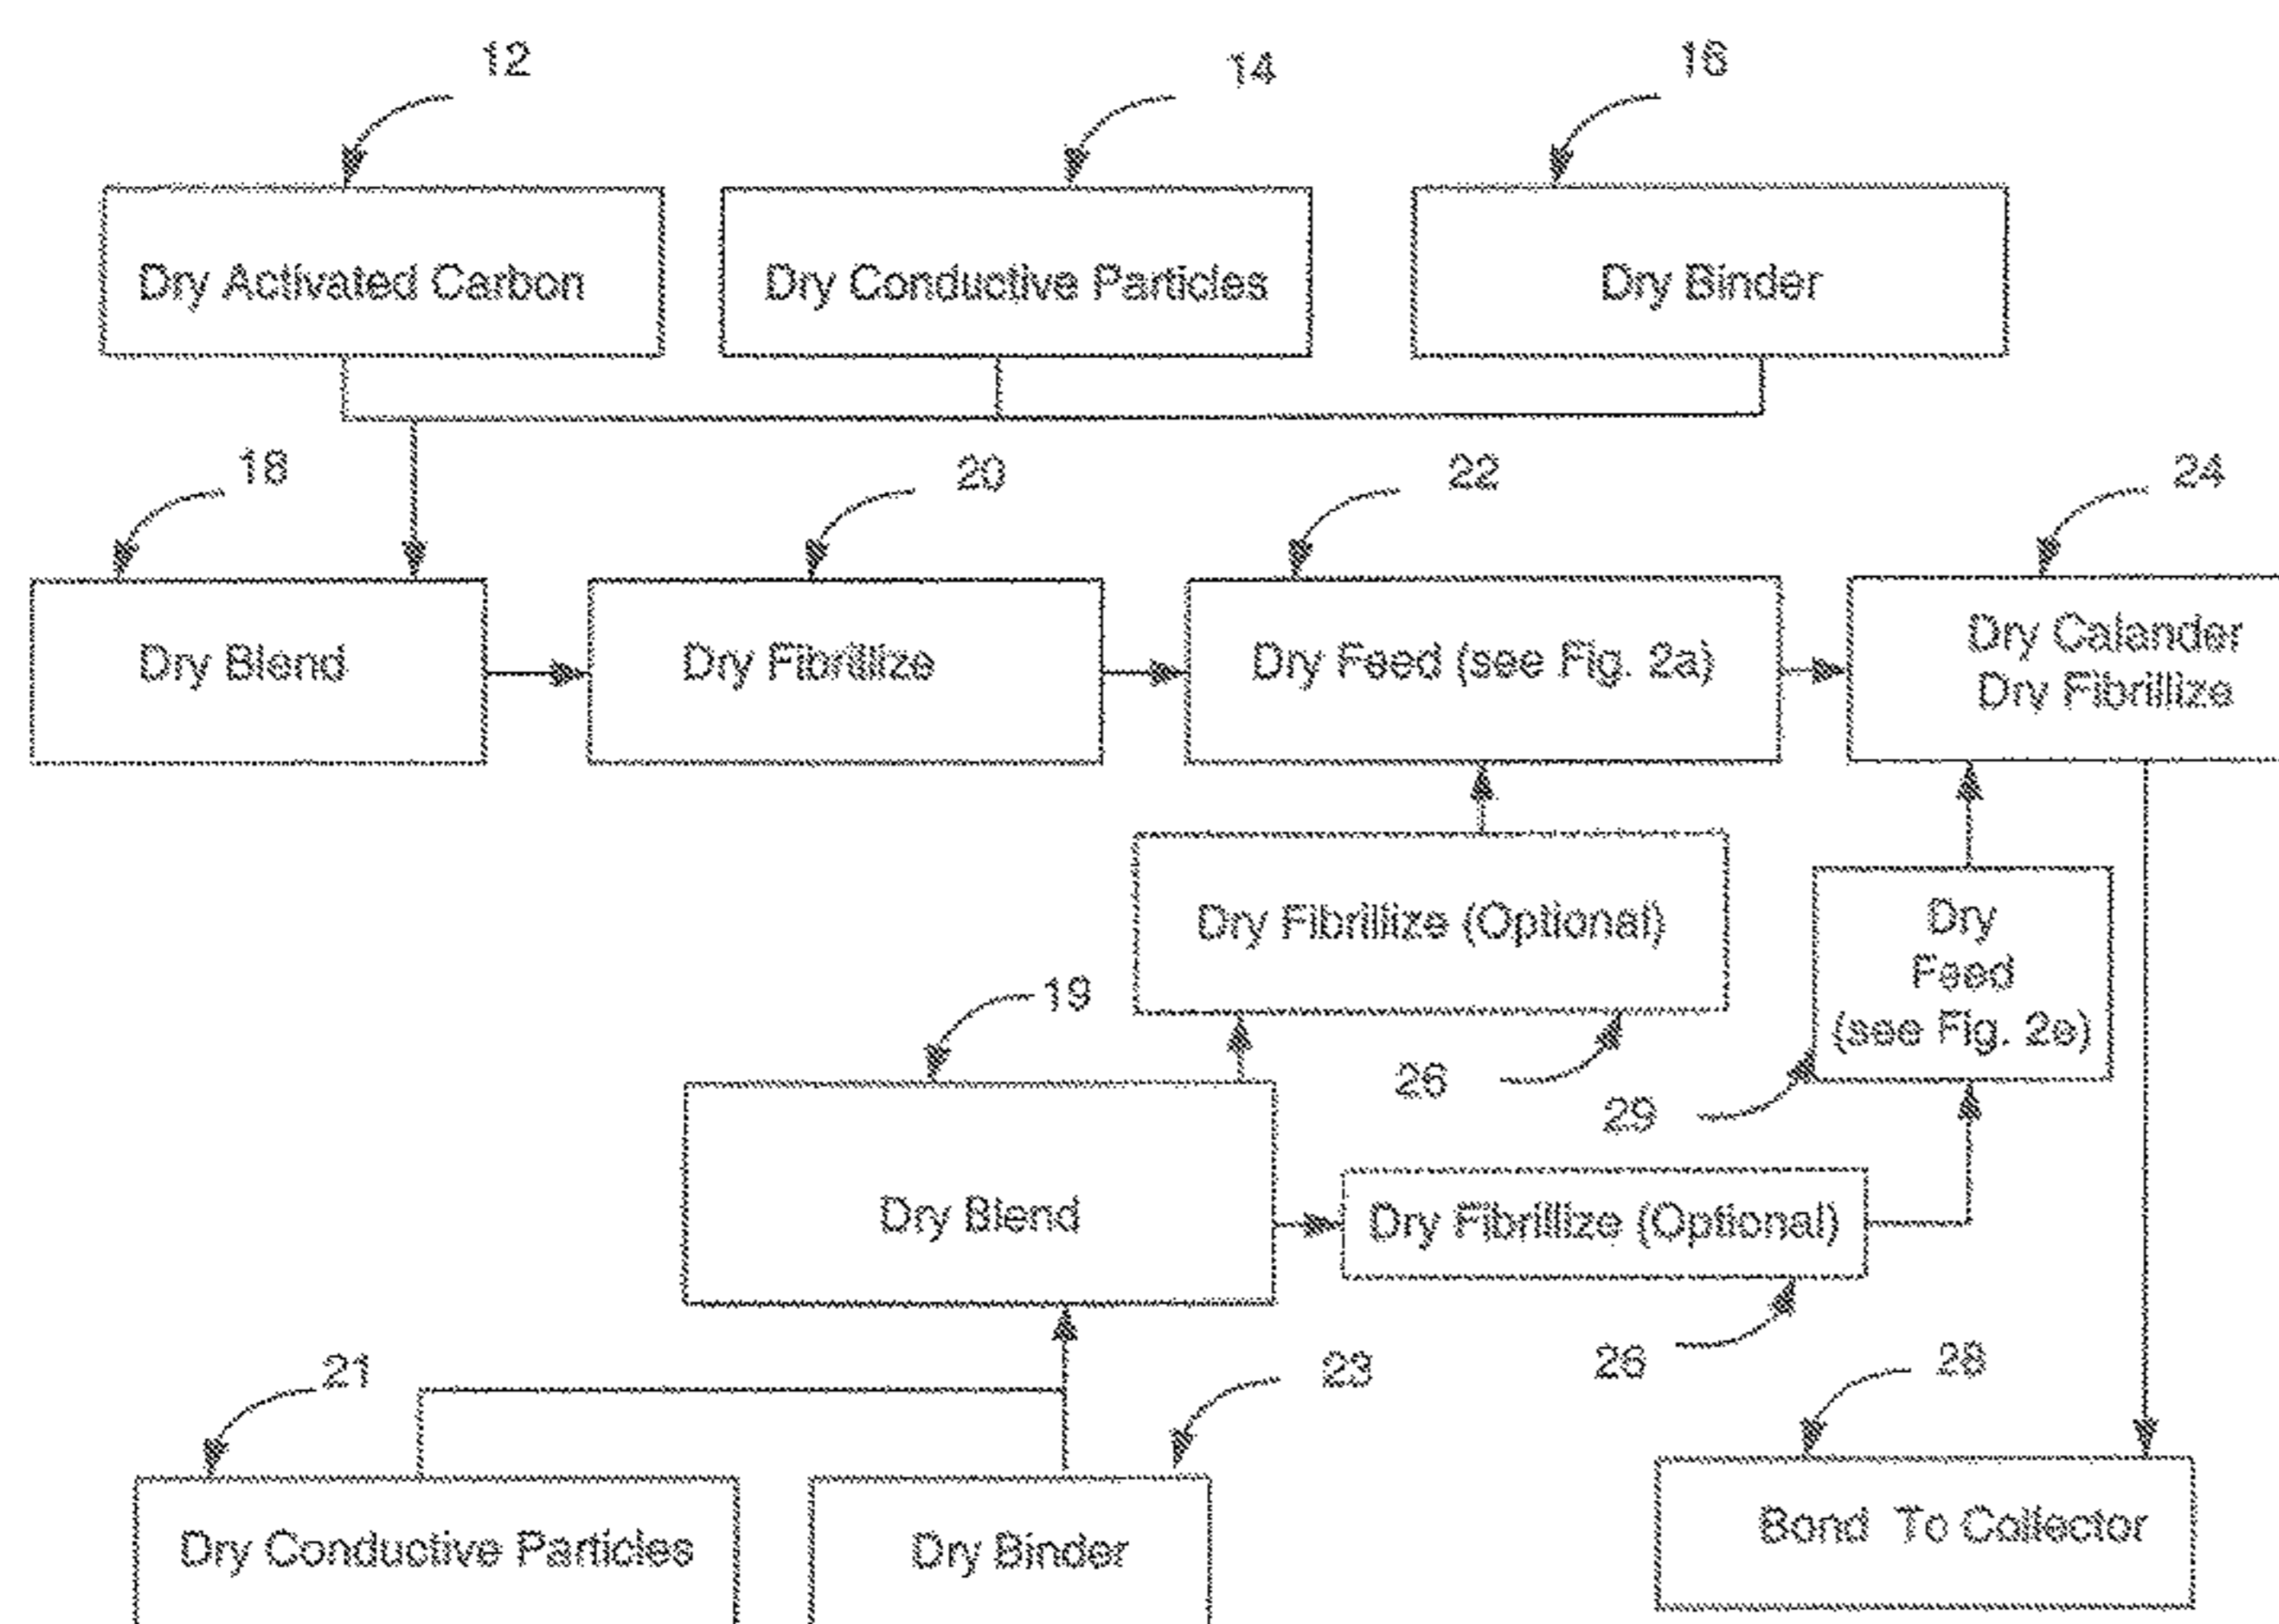 12
14
16
Dry Activated Carbon
Dry Conductive Particles
Dry Binder
18
20
22
24
Dry Blend
Dry Fibrillize
Dry Feed (see Fig. 2a)
Dry Calander
Dry Fibrillize
Dry Fibrillize (Optional)
Dry
Feed
(see Fig. 2e)
19
26
29
Dry Blend
Dry Fibrillize (Optional)
21
23
26
28
Dry Conductive Particles
Dry Binder
Bond To Collector